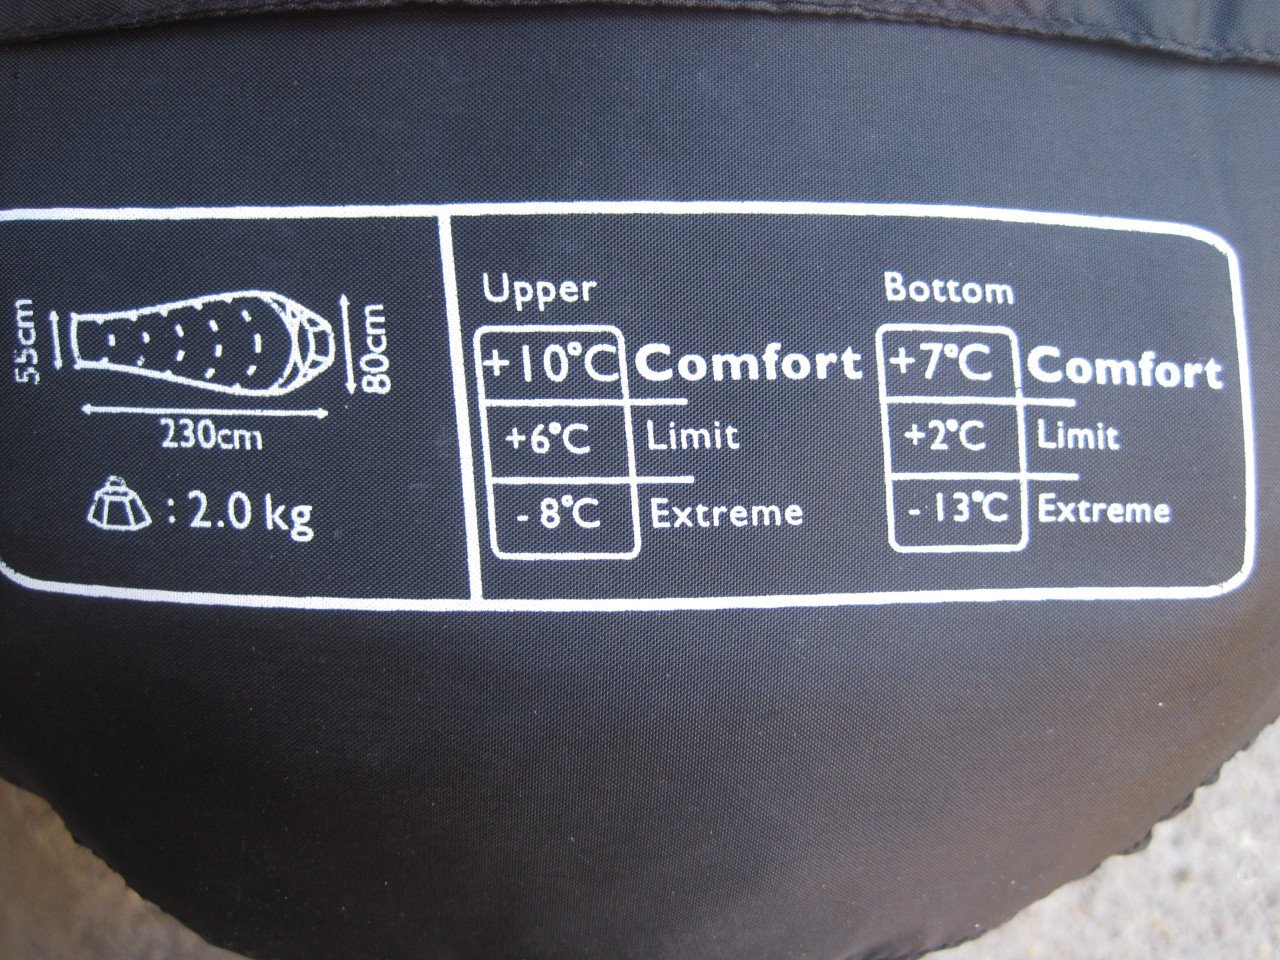 55cm
80cm
230cm
: 2.0 kg
Upper
+10°C Comfort
+6°C Limit
- 8°C Extreme
Bottom
+7°C Comfort
+2°C Limit
- 13°C Extreme